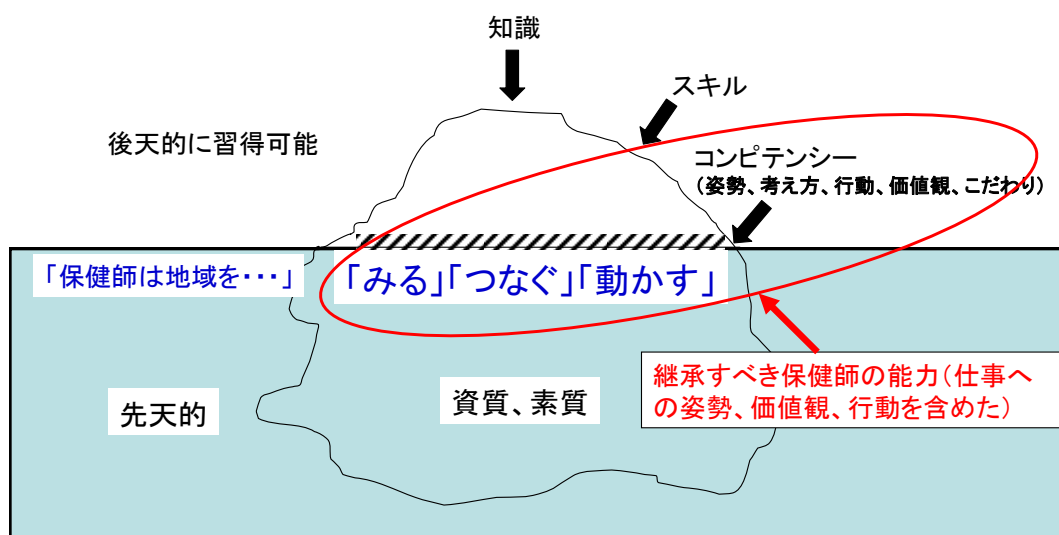 知識
スキル
後天的に習得可能
コンピテンシー
（姿勢、考え方、行動、価値観、こだわり）
「保健師は地域を・・・」
「みる」「つなぐ」「動かす」
継承すべき保健師の能力（仕事へ
の姿勢、価値観、行動を含めた）
先天的
資質、素質